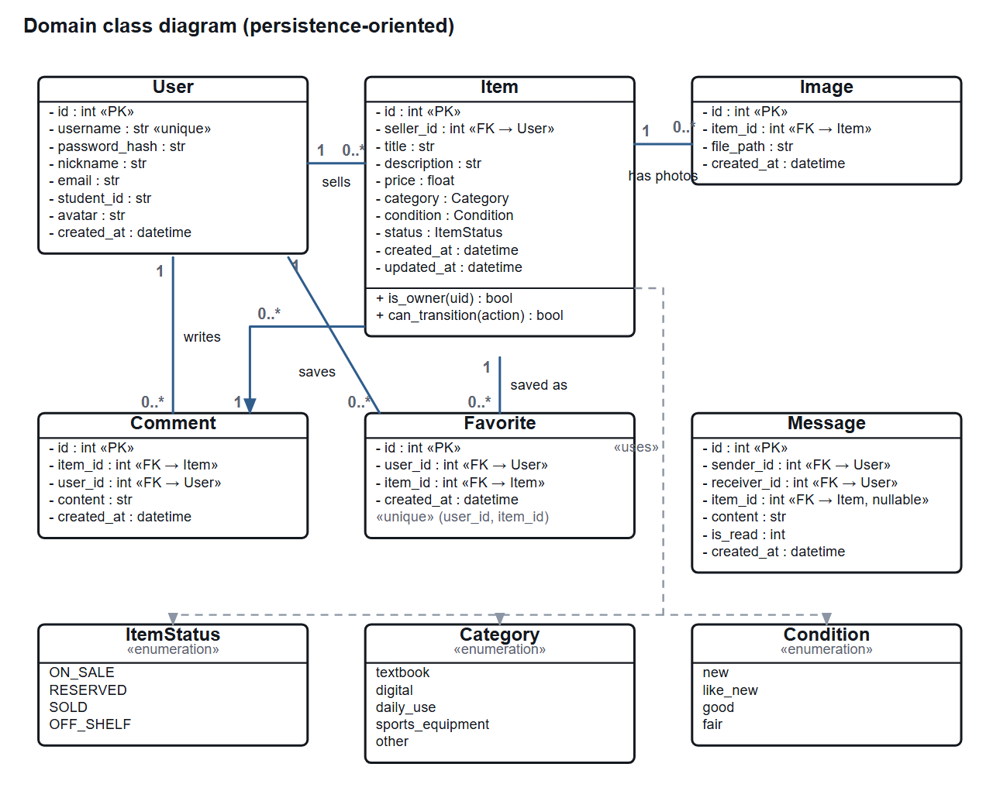 Domain class diagram (persistence-oriented)
User
- id : int «PK»
- username : str «unique»
- password_hash : str
- nickname : str
- email : str
- student_id : str
- avatar : str
- created_at : datetime
1
0..*
sells
Item
- id : int «PK»
- seller_id : int «FK → User»
- title : str
- description : str
- price : float
- category : Category
- condition : Condition
- status : ItemStatus
- created_at : datetime
- updated_at : datetime
+ is_owner(uid) : bool
+ can_transition(action) : bool
1
0..*
has photos
Image
- id : int «PK»
- item_id : int «FK → Item»
- file_path : str
- created_at : datetime
1
writes
0..*
1
saves
0..*
0..*
1
1
saved as
0..*
Comment
- id : int «PK»
- item_id : int «FK → Item»
- user_id : int «FK → User»
- content : str
- created_at : datetime
Favorite
- id : int «PK»
- user_id : int «FK → User»
- item_id : int «FK → Item»
- created_at : datetime
«unique» (user_id, item_id)
«uses»
Message
- id : int «PK»
- sender_id : int «FK → User»
- receiver_id : int «FK → User»
- item_id : int «FK → Item, nullable»
- content : str
- is_read : int
- created_at : datetime
ItemStatus
«enumeration»
ON_SALE
RESERVED
SOLD
OFF_SHELF
Category
«enumeration»
textbook
digital
daily_use
sports_equipment
other
Condition
«enumeration»
new
like_new
good
fair